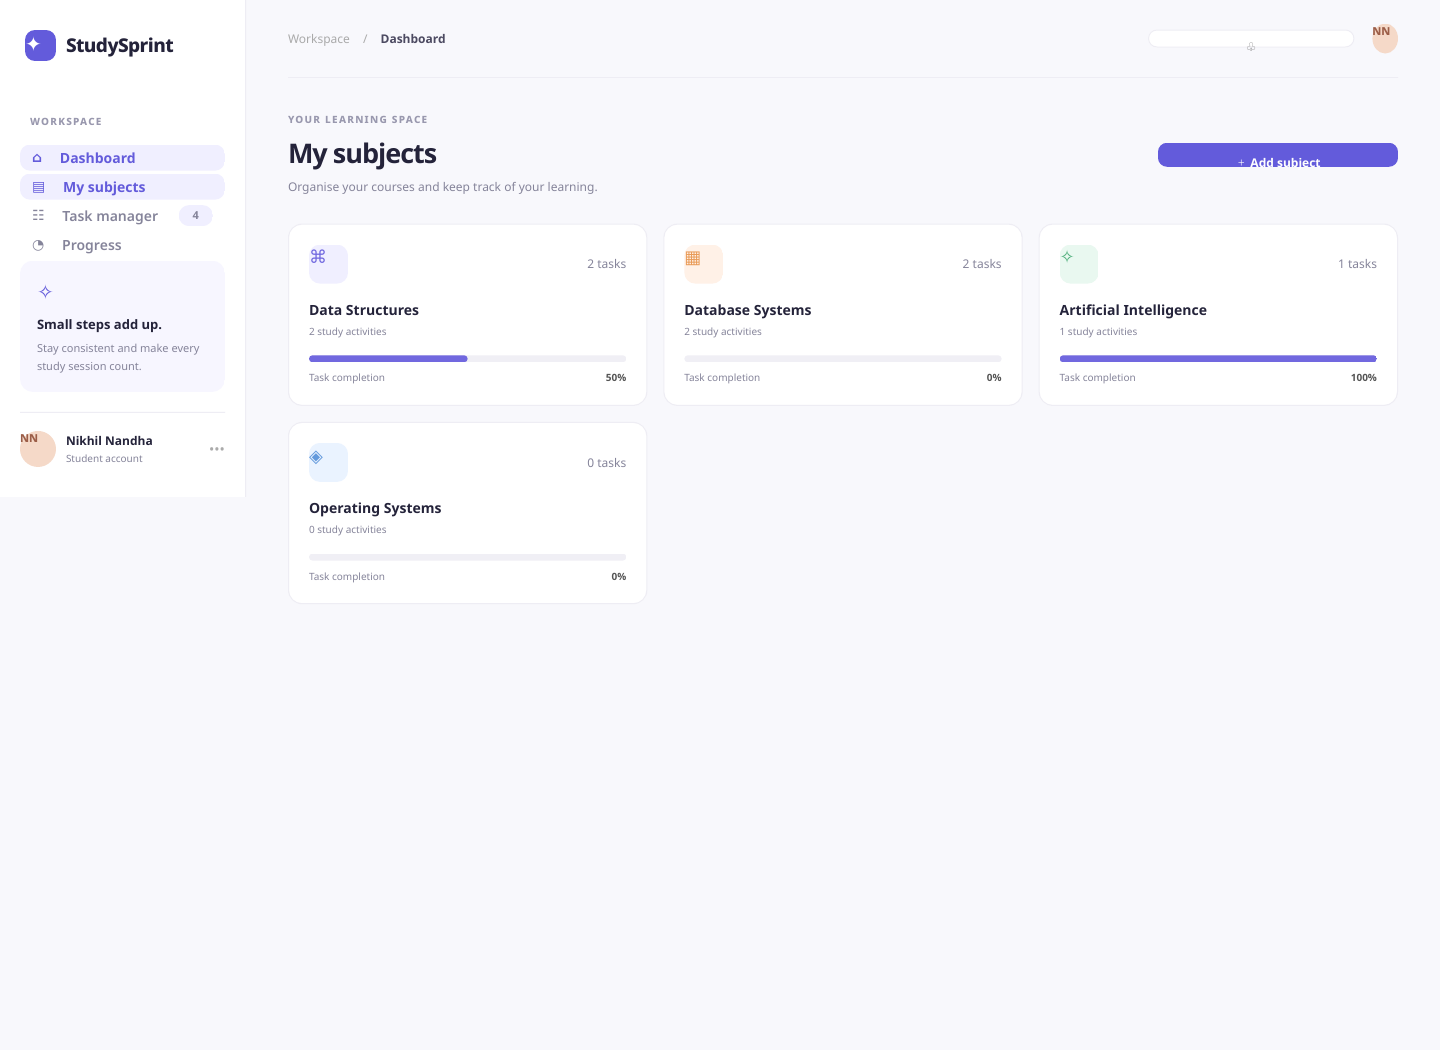 StudySprint
WORKSPACE
Dashboard
My subjects
Task manager 4
Progress
Small steps add up.
Stay consistent and make every
study session count.
NN
Nikhil Nandha
Student account
•••
Workspace / Dashboard
NN
YOUR LEARNING SPACE
My subjects
Organise your courses and keep track of your learning.
+ Add subject
2 tasks
Data Structures
2 study activities
Task completion 50%
2 tasks
Database Systems
2 study activities
Task completion 0%
1 tasks
Artificial Intelligence
1 study activities
Task completion 100%
0 tasks
Operating Systems
0 study activities
Task completion 0%